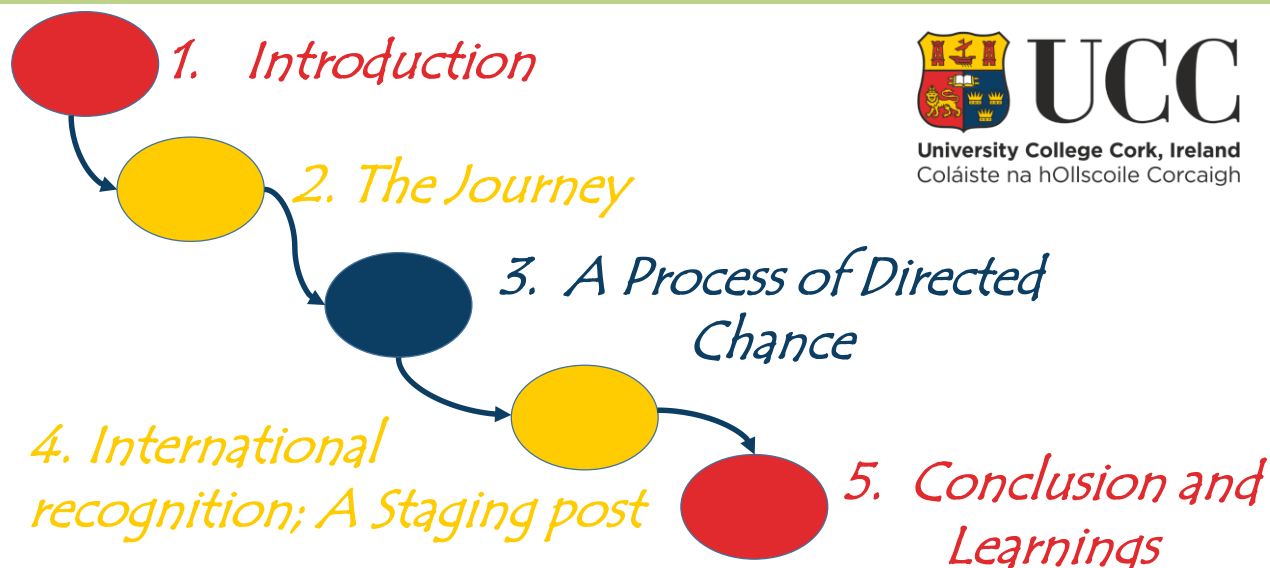 1. Introduction
UCC
University College Cork, Ireland
Coláiste na hOllscoile Corcaigh
2. The Journey
3. A Process of Directed
Chance
4. International
recognition; A Staging post
5. Conclusion and
Learnings